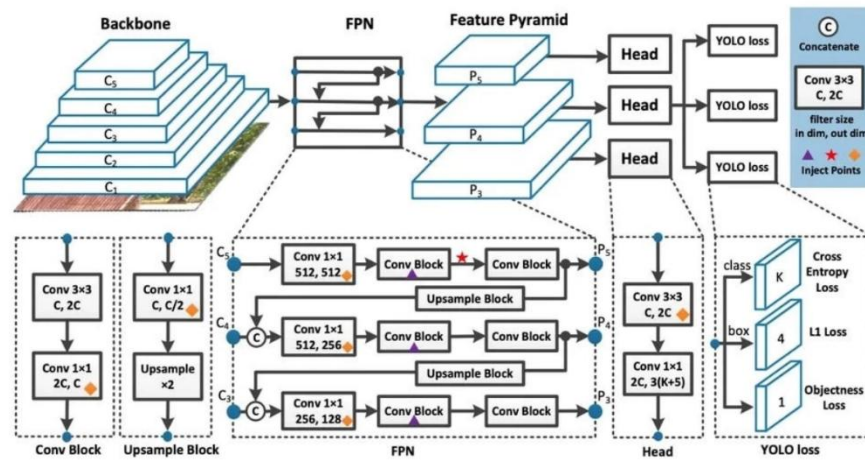 Backbone
FPN
Feature Pyramid
C5
C4
C3
C2
C1
P5
P4
P3
Head
Head
Head
YOLO loss
YOLO loss
YOLO loss
C
Concatenate
Conv 3×3
C, 2C
filter size
in dim, out dim
Inject Points
Conv 3×3
C, 2C
Conv 1×1
2C, C
Conv Block
Conv 1×1
C, C/2
Upsample
×2
Upsample Block
C5
Conv 1×1
512, 512
Conv Block
Conv Block
P5
Upsample Block
C4
C
Conv 1×1
512, 256
Conv Block
Conv Block
P4
Upsample Block
C3
C
Conv 1×1
256, 128
Conv Block
Conv Block
P3
FPN
Conv 3×3
C, 2C
Conv 1×1
2C, 3(K+5)
Head
class
K
Cross
Entropy
Loss
box
4
L1 Loss
1
Objectness
Loss
YOLO loss